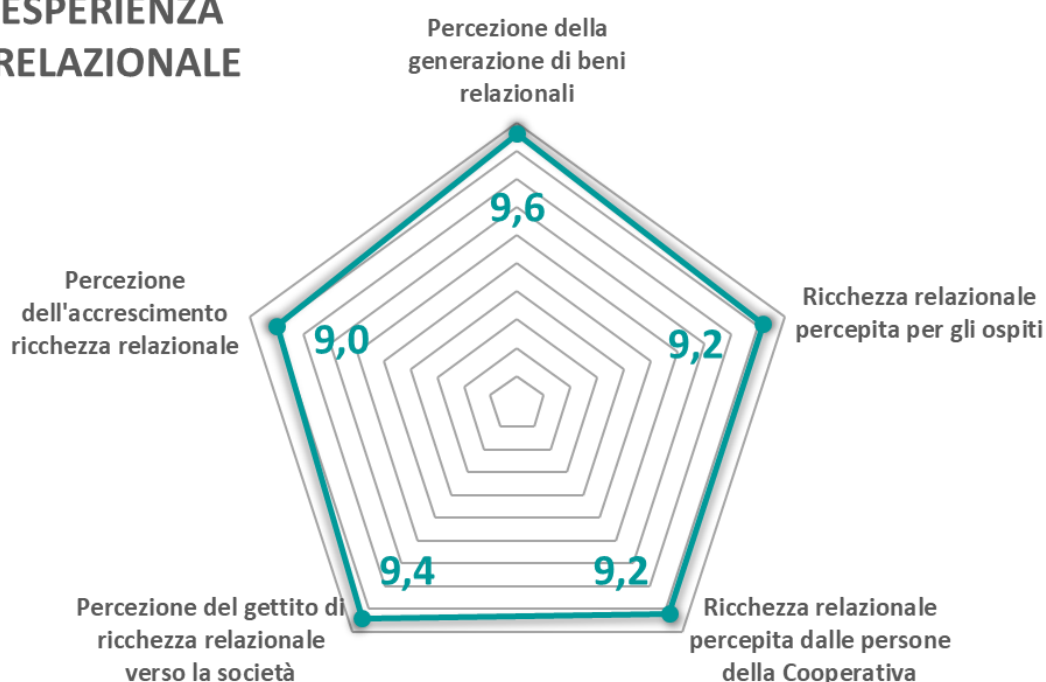 ESPERIENZA
RELAZIONALE
Percezione della
generazione di beni
relazionali
9,6
Percezione
dell'accrescimento
ricchezza relazionale
9,0
Ricchezza relazionale
percepita per gli ospiti
9,2
9,4
9,2
Percezione del gettito di
ricchezza relazionale
verso la società
Ricchezza relazionale
percepita dalle persone
della Cooperativa